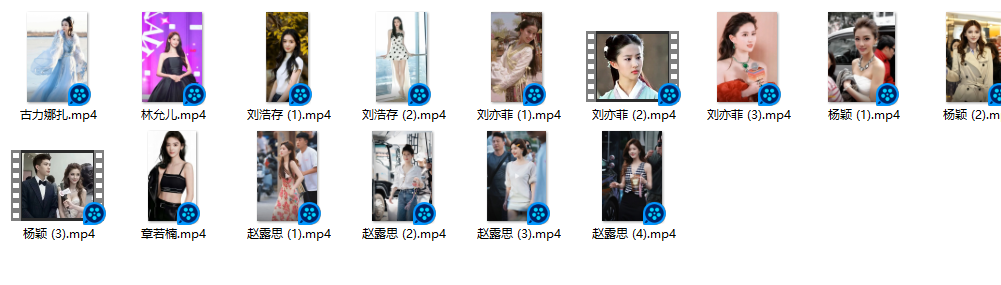 古力娜扎.mp4
林允儿.mp4
刘浩存 (1).mp4
刘浩存 (2).mp4
刘亦菲 (1).mp4
刘亦菲 (2).mp4
刘亦菲 (3).mp4
杨颖 (1).mp4
杨颖 (2).m
杨颖 (3).mp4
章若楠.mp4
赵露思 (1).mp4
赵露思 (2).mp4
赵露思 (3).mp4
赵露思 (4).mp4